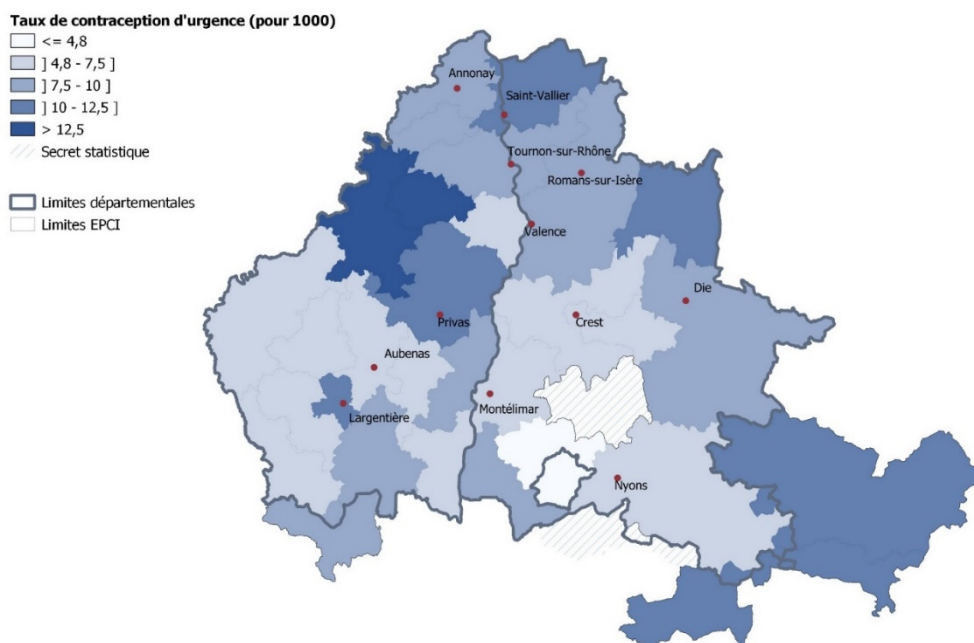 Taux de contraception d'urgence (pour 1000)
<= 4,8
] 4,8 - 7,5 ]
] 7,5 - 10 ]
] 10 - 12,5 ]
> 12,5
Secret statistique
Limites départementales
Limites EPCI
Annonay
Saint-Vallier
Tournon-sur-Rhône
Romans-sur-Isère
Valence
Die
Privas
Crest
Aubenas
Largentière
Montélimar
Nyons